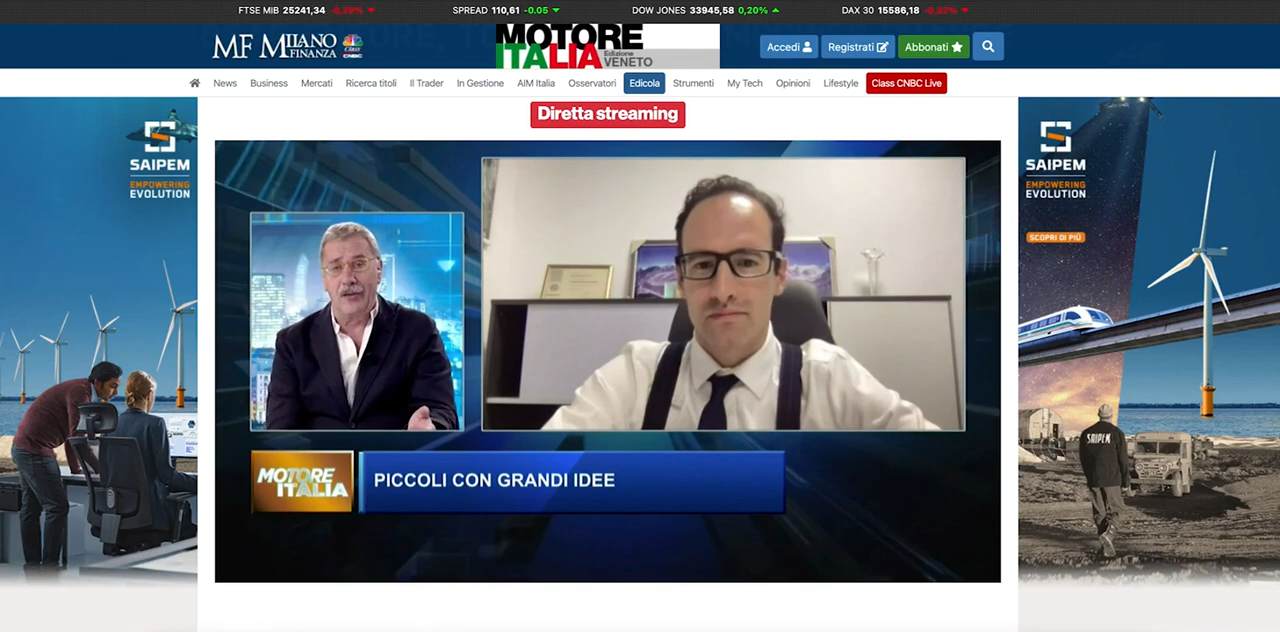 FTSE MIB 25241,34 -0,29% SPREAD 110,61 -0.05 DOW JONES 33945,58 0,20% DAX 30 15586,18 -0,32%
MF MILANO FINANZA CLASS CNBC
MOTORE
ITALIA Edizione VENETO
Accedi Registrati Abbonati
News Business Mercati Ricerca titoli Il Trader In Gestione AIM Italia Osservatori Edicola Strumenti My Tech Opinioni Lifestyle Class CNBC Live
Diretta streaming
SAIPEM
EMPOWERING
EVOLUTION
SAIPEM
EMPOWERING
EVOLUTION
SCOPRI DI PIÙ
SAIPEM
MOTORE
ITALIA
PICCOLI CON GRANDI IDEE